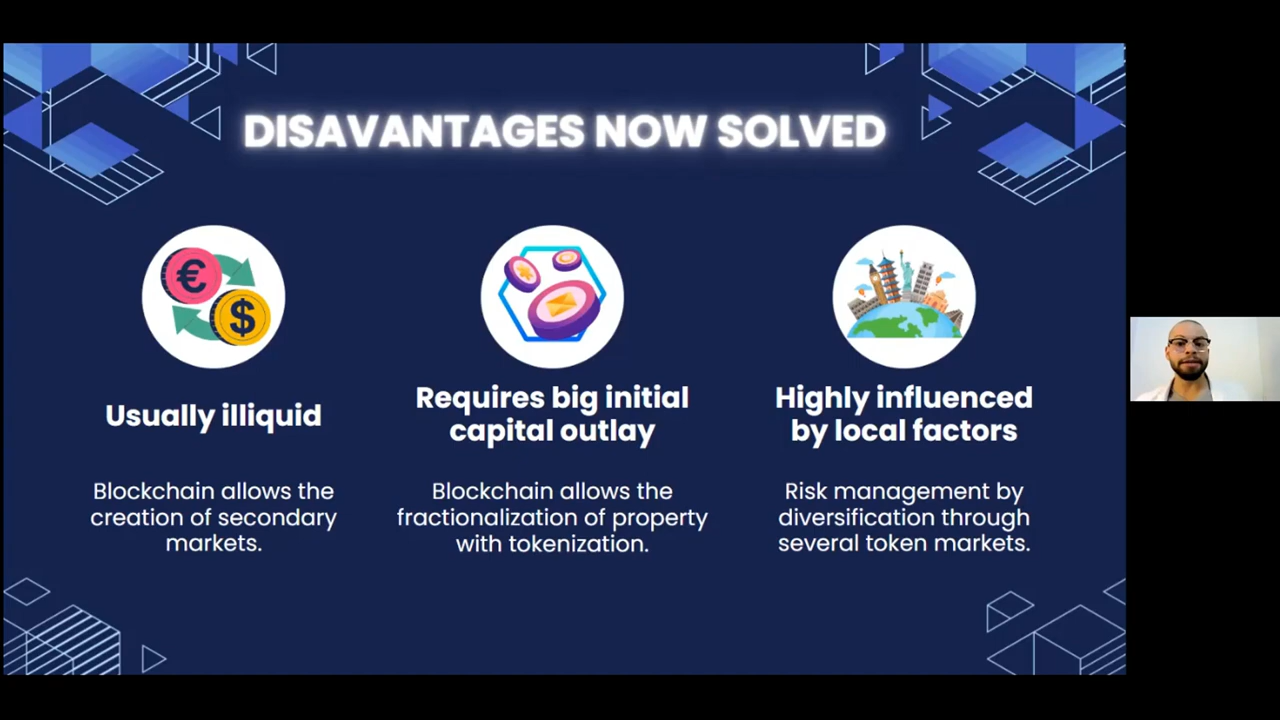 DISAVANTAGES NOW SOLVED
Usually illiquid
Blockchain allows the
creation of secondary
markets.
Requires big initial
capital outlay
Blockchain allows the
fractionalization of property
with tokenization.
Highly influenced
by local factors
Risk management by
diversification through
several token markets.